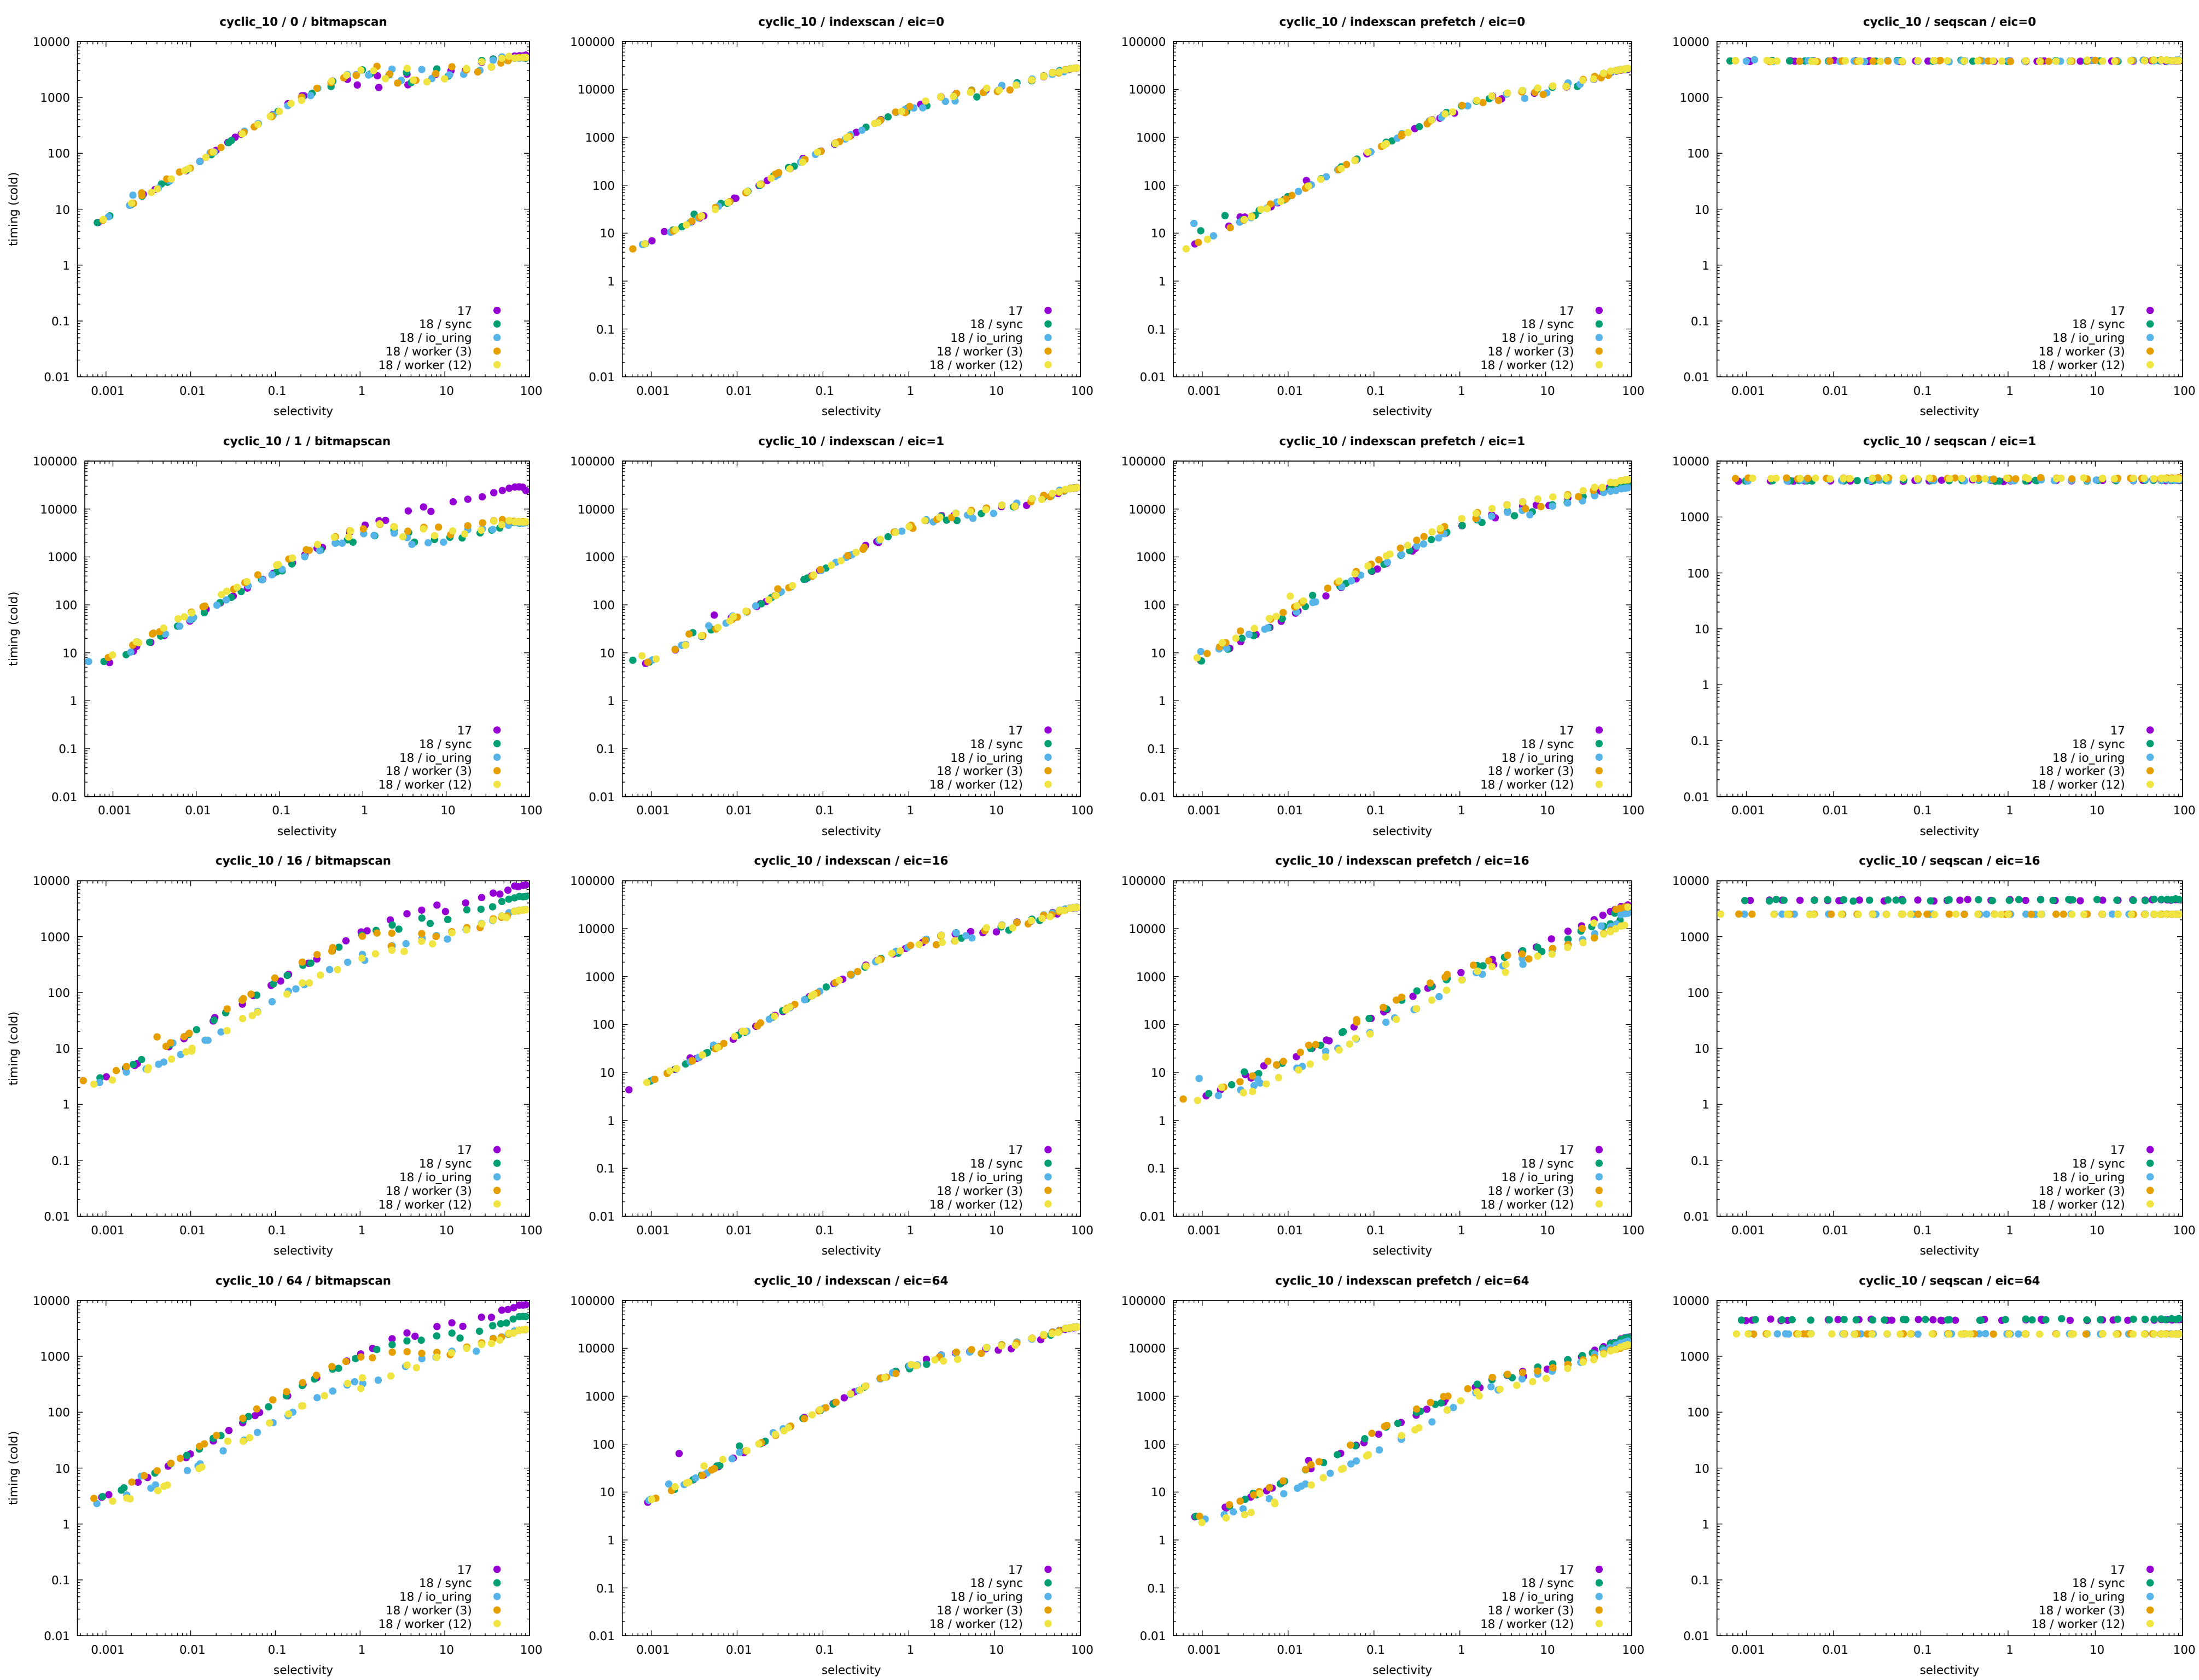 cyclic_10 / 0 / bitmapscan
10000
1000
100
10
1
0.1
0.01
timing (cold)
17
18 / sync
18 / io_uring
18 / worker (3)
18 / worker (12)
0.001 0.01 0.1 1 10 100
selectivity
cyclic_10 / indexscan / eic=0
100000
10000
1000
100
10
1
0.1
0.01
17
18 / sync
18 / io_uring
18 / worker (3)
18 / worker (12)
0.001 0.01 0.1 1 10 100
selectivity
cyclic_10 / indexscan prefetch / eic=0
100000
10000
1000
100
10
1
0.1
0.01
17
18 / sync
18 / io_uring
18 / worker (3)
18 / worker (12)
0.001 0.01 0.1 1 10 100
selectivity
cyclic_10 / seqscan / eic=0
10000
1000
100
10
1
0.1
0.01
17
18 / sync
18 / io_uring
18 / worker (3)
18 / worker (12)
0.001 0.01 0.1 1 10 100
selectivity
cyclic_10 / 1 / bitmapscan
100000
10000
1000
100
10
1
0.1
0.01
timing (cold)
17
18 / sync
18 / io_uring
18 / worker (3)
18 / worker (12)
0.001 0.01 0.1 1 10 100
selectivity
cyclic_10 / indexscan / eic=1
100000
10000
1000
100
10
1
0.1
0.01
17
18 / sync
18 / io_uring
18 / worker (3)
18 / worker (12)
0.001 0.01 0.1 1 10 100
selectivity
cyclic_10 / indexscan prefetch / eic=1
100000
10000
1000
100
10
1
0.1
0.01
17
18 / sync
18 / io_uring
18 / worker (3)
18 / worker (12)
0.001 0.01 0.1 1 10 100
selectivity
cyclic_10 / seqscan / eic=1
10000
1000
100
10
1
0.1
0.01
17
18 / sync
18 / io_uring
18 / worker (3)
18 / worker (12)
0.001 0.01 0.1 1 10 100
selectivity
cyclic_10 / 16 / bitmapscan
10000
1000
100
10
1
0.1
0.01
timing (cold)
17
18 / sync
18 / io_uring
18 / worker (3)
18 / worker (12)
0.001 0.01 0.1 1 10 100
selectivity
cyclic_10 / indexscan / eic=16
100000
10000
1000
100
10
1
0.1
0.01
17
18 / sync
18 / io_uring
18 / worker (3)
18 / worker (12)
0.001 0.01 0.1 1 10 100
selectivity
cyclic_10 / indexscan prefetch / eic=16
100000
10000
1000
100
10
1
0.1
0.01
17
18 / sync
18 / io_uring
18 / worker (3)
18 / worker (12)
0.001 0.01 0.1 1 10 100
selectivity
cyclic_10 / seqscan / eic=16
10000
1000
100
10
1
0.1
0.01
17
18 / sync
18 / io_uring
18 / worker (3)
18 / worker (12)
0.001 0.01 0.1 1 10 100
selectivity
cyclic_10 / 64 / bitmapscan
10000
1000
100
10
1
0.1
0.01
timing (cold)
17
18 / sync
18 / io_uring
18 / worker (3)
18 / worker (12)
0.001 0.01 0.1 1 10 100
selectivity
cyclic_10 / indexscan / eic=64
100000
10000
1000
100
10
1
0.1
0.01
17
18 / sync
18 / io_uring
18 / worker (3)
18 / worker (12)
0.001 0.01 0.1 1 10 100
selectivity
cyclic_10 / indexscan prefetch / eic=64
100000
10000
1000
100
10
1
0.1
0.01
17
18 / sync
18 / io_uring
18 / worker (3)
18 / worker (12)
0.001 0.01 0.1 1 10 100
selectivity
cyclic_10 / seqscan / eic=64
10000
1000
100
10
1
0.1
0.01
17
18 / sync
18 / io_uring
18 / worker (3)
18 / worker (12)
0.001 0.01 0.1 1 10 100
selectivity